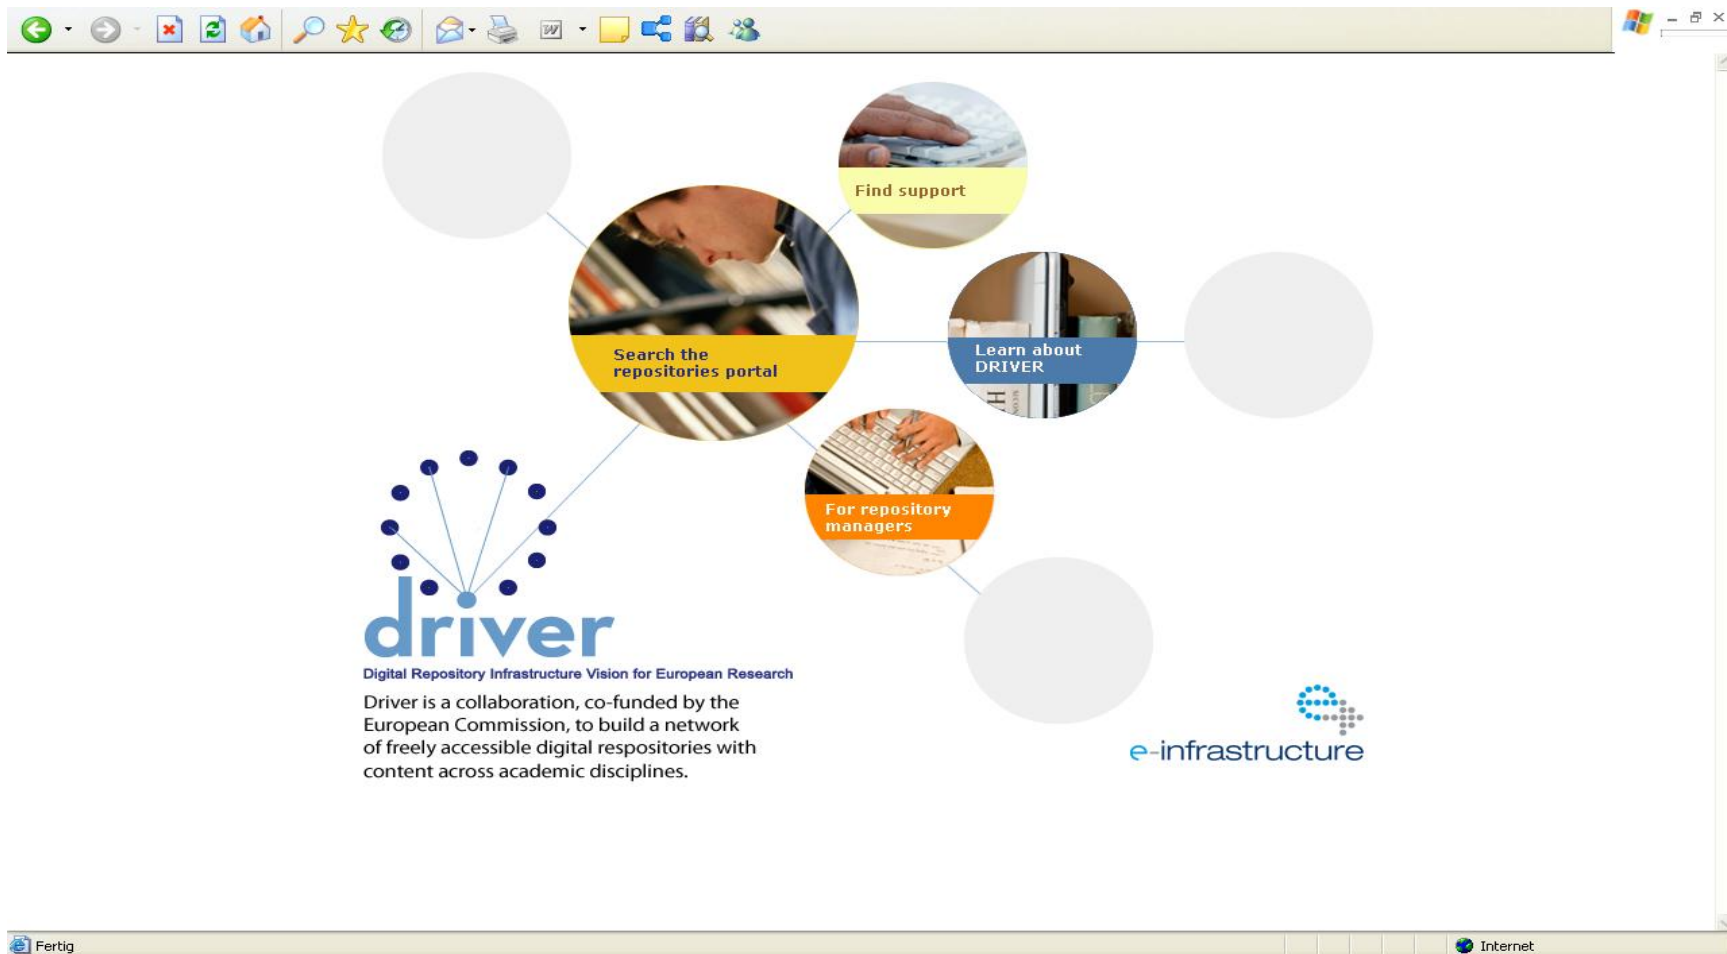 Find support
Search the
repositories portal
Learn about
DRIVER
For repository
managers
driver
Digital Repository Infrastructure Vision for European Research
Driver is a collaboration, co-funded by the
European Commission, to build a network
of freely accessible digital respositories with
content across academic disciplines.
e-infrastructure
Fertig
Internet